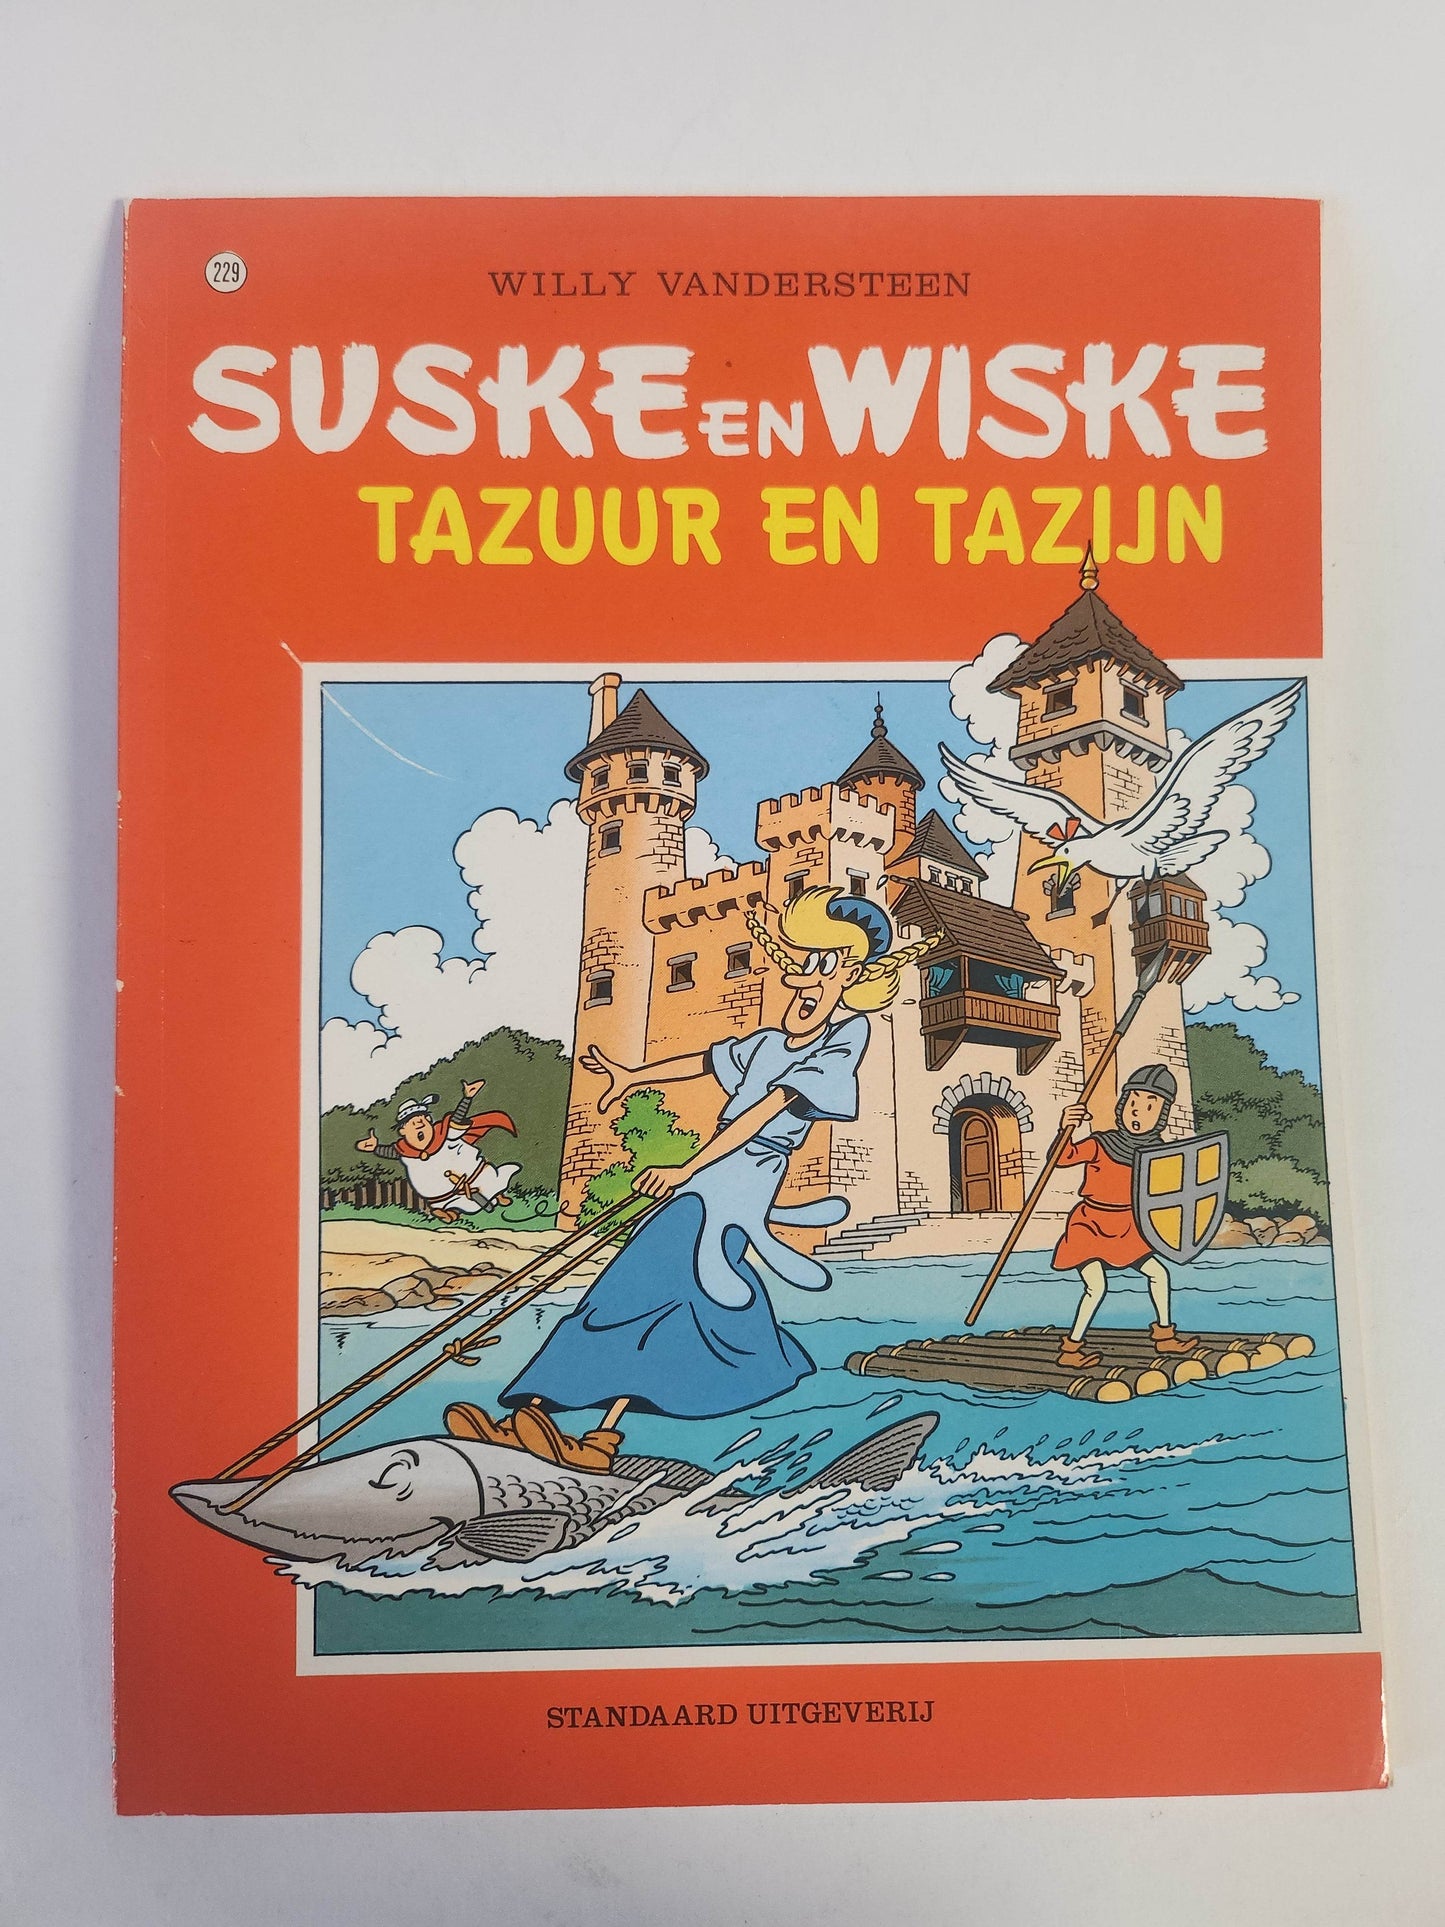 229
WILLY VANDERSTEEN
SUSKE EN WISKE
TAZUUR EN TAZIJN
STANDAARD UITGEVERIJ